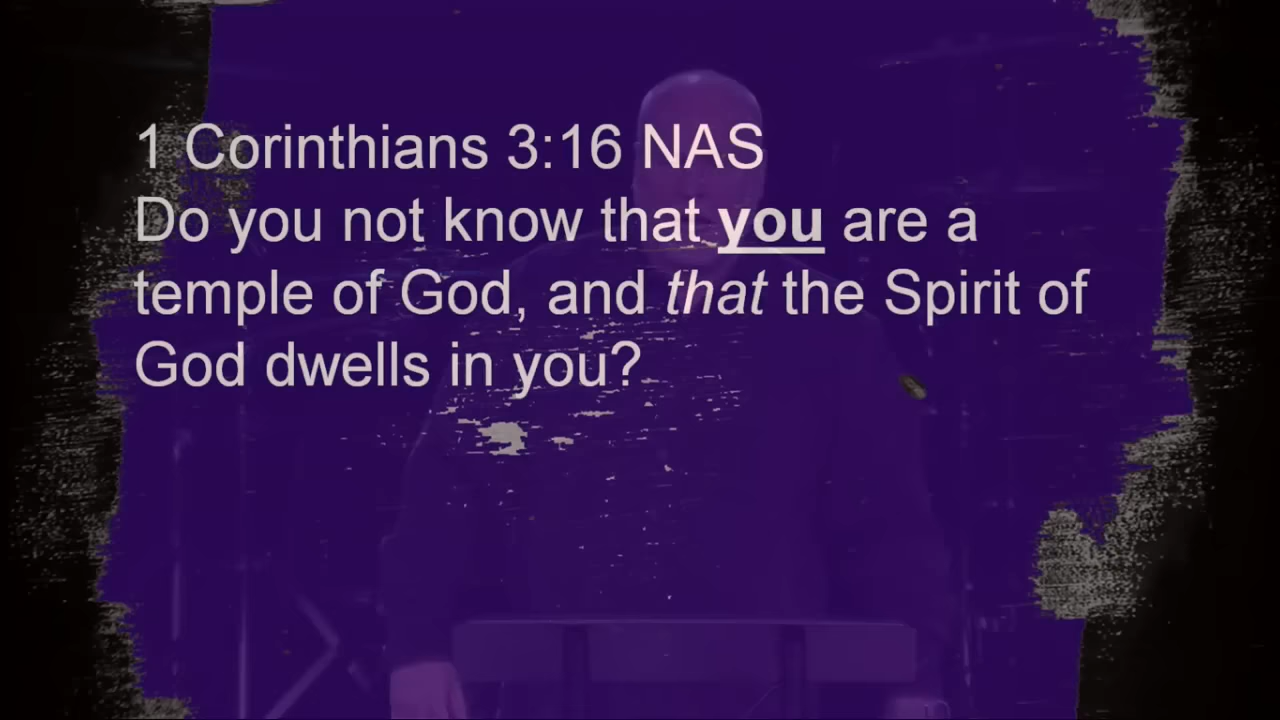 1 Corinthians 3:16 NAS
Do you not know that you are a
temple of God, and that the Spirit of
God dwells in you?